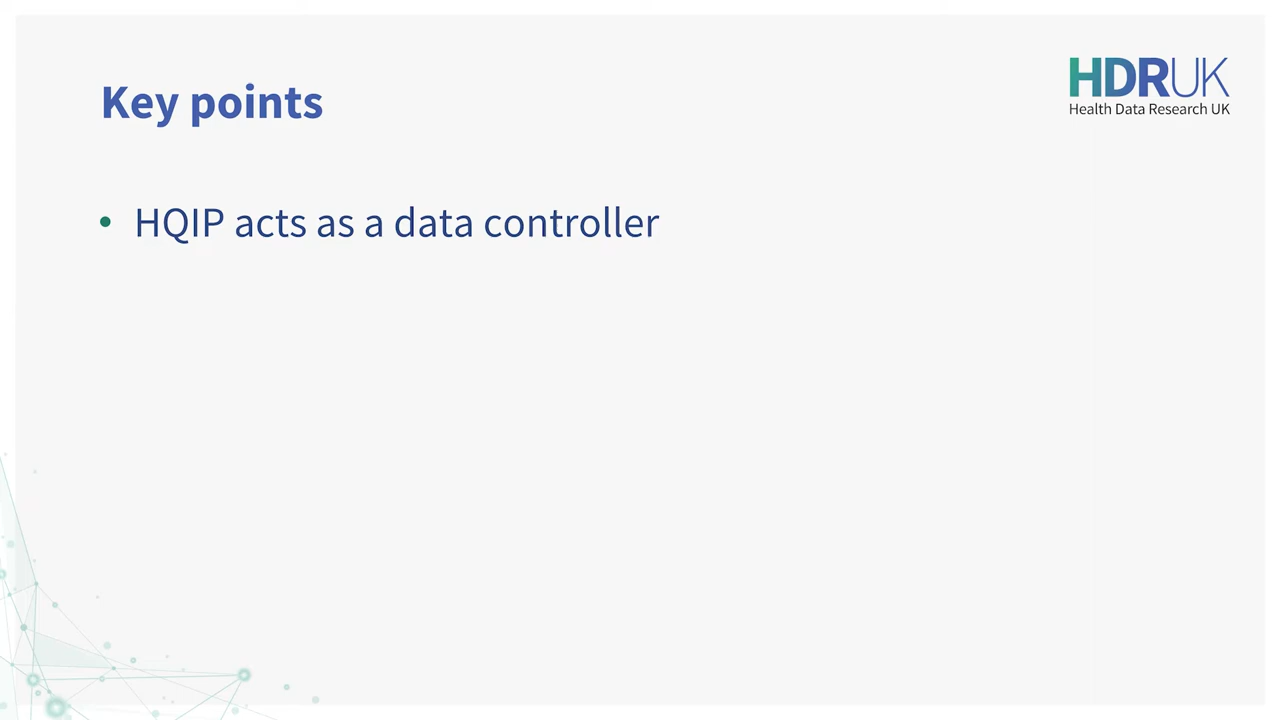 HDRUK
Health Data Research UK
Key points
• HQIP acts as a data controller